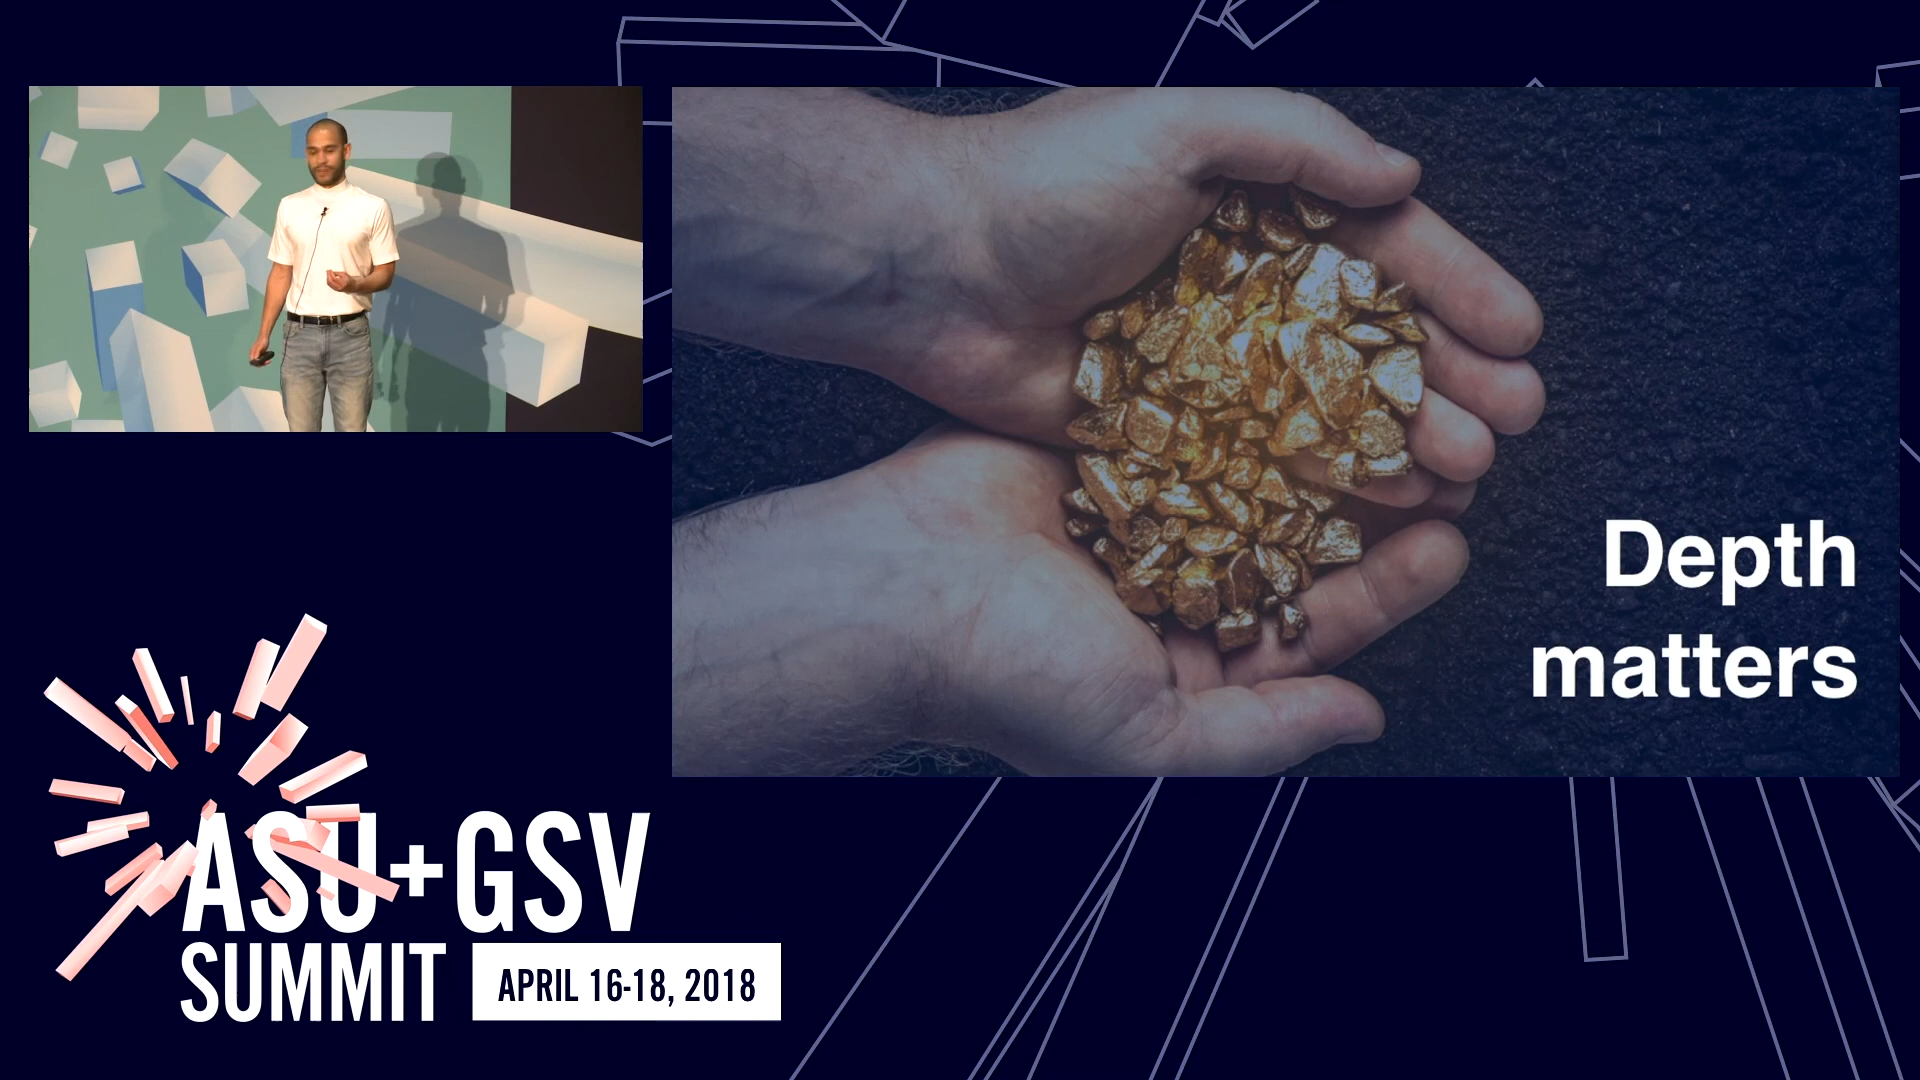 Depth
matters
ASU+GSV
SUMMIT
APRIL 16-18, 2018